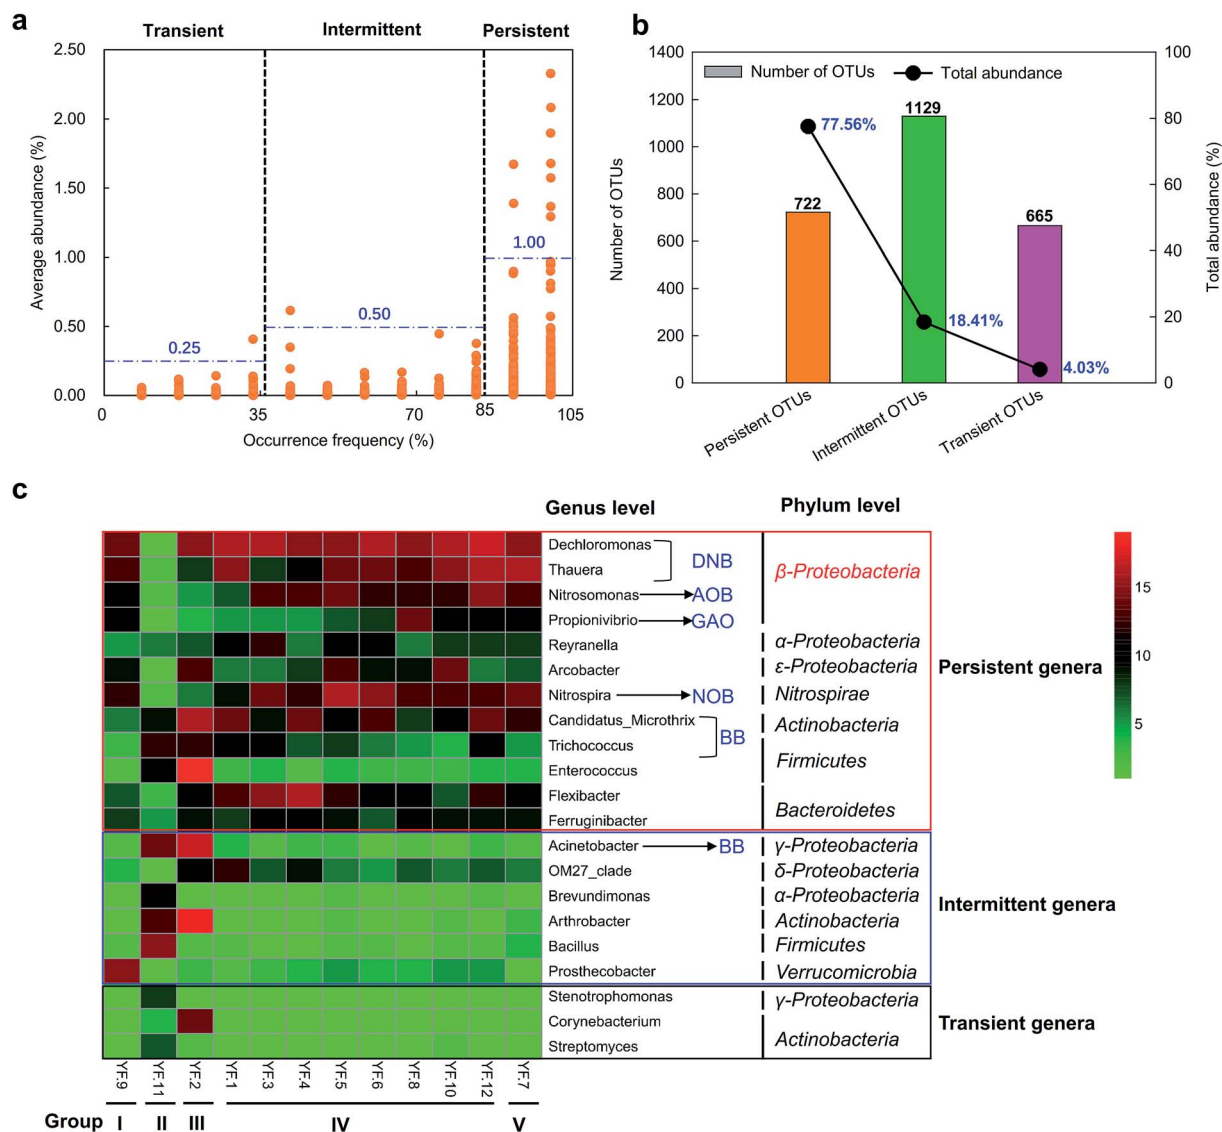 a
Transient
Intermittent
Persistent
2.50
2.00
1.50
1.00
0.50
0.00
Average abundance (%)
0.25
0.50
1.00
0
35
70
85
105
Occurrence frequency (%)
b
1400
1200
1000
800
600
400
200
0
Number of OTUs
Number of OTUs
Total abundance
100
80
60
40
20
0
Total abundance (%)
722
1129
665
77.56%
18.41%
4.03%
Persistent OTUs
Intermittent OTUs
Transient OTUs
c
Genus level
Phylum level
Dechloromonas
Thauera
DNB
Nitrosomonas
AOB
Propionivibrio
GAO
β-Proteobacteria
Reyranella
α-Proteobacteria
Arcobacter
ε-Proteobacteria
Nitrospira
NOB
Nitrospirae
Candidatus_Microthrix
Actinobacteria
Trichococcus
BB
Enterococcus
Firmicutes
Flexibacter
Ferruginibacter
Bacteroidetes
Persistent genera
Acinetobacter
BB
γ-Proteobacteria
OM27_clade
δ-Proteobacteria
Brevundimonas
α-Proteobacteria
Arthrobacter
Actinobacteria
Bacillus
Firmicutes
Prosthecobacter
Verrucomicrobia
Intermittent genera
Stenotrophomonas
γ-Proteobacteria
Corynebacterium
Streptomyces
Actinobacteria
Transient genera
15
10
5
YF.9
YF.11
YF.2
YF.1
YF.3
YF.4
YF.5
YF.6
YF.8
YF.10
YF.12
YF.7
Group I II III IV V